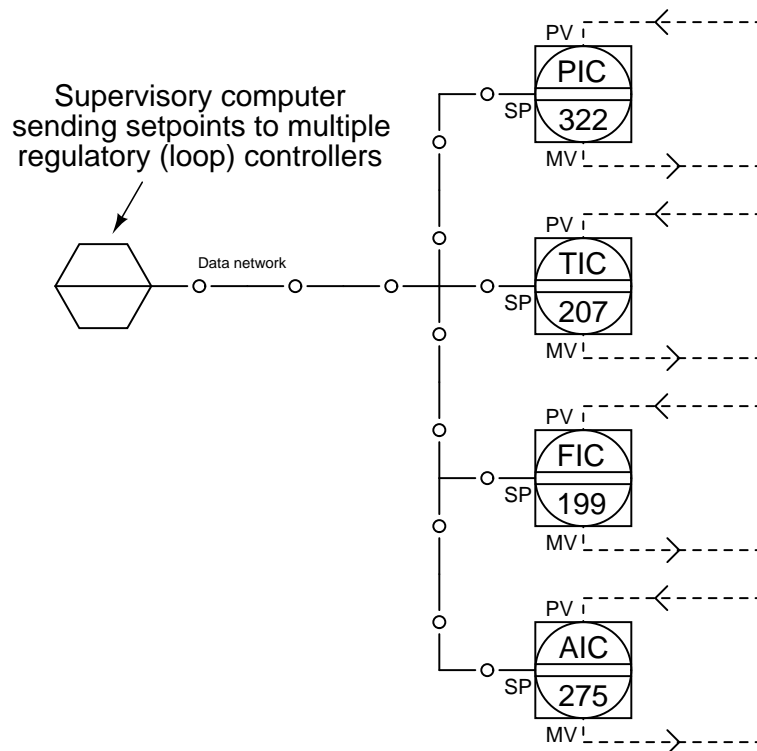 Supervisory computer
sending setpoints to multiple
regulatory (loop) controllers
Data network
PV
PIC
SP
322
MV
PV
TIC
SP
207
MV
PV
FIC
SP
199
MV
PV
AIC
SP
275
MV